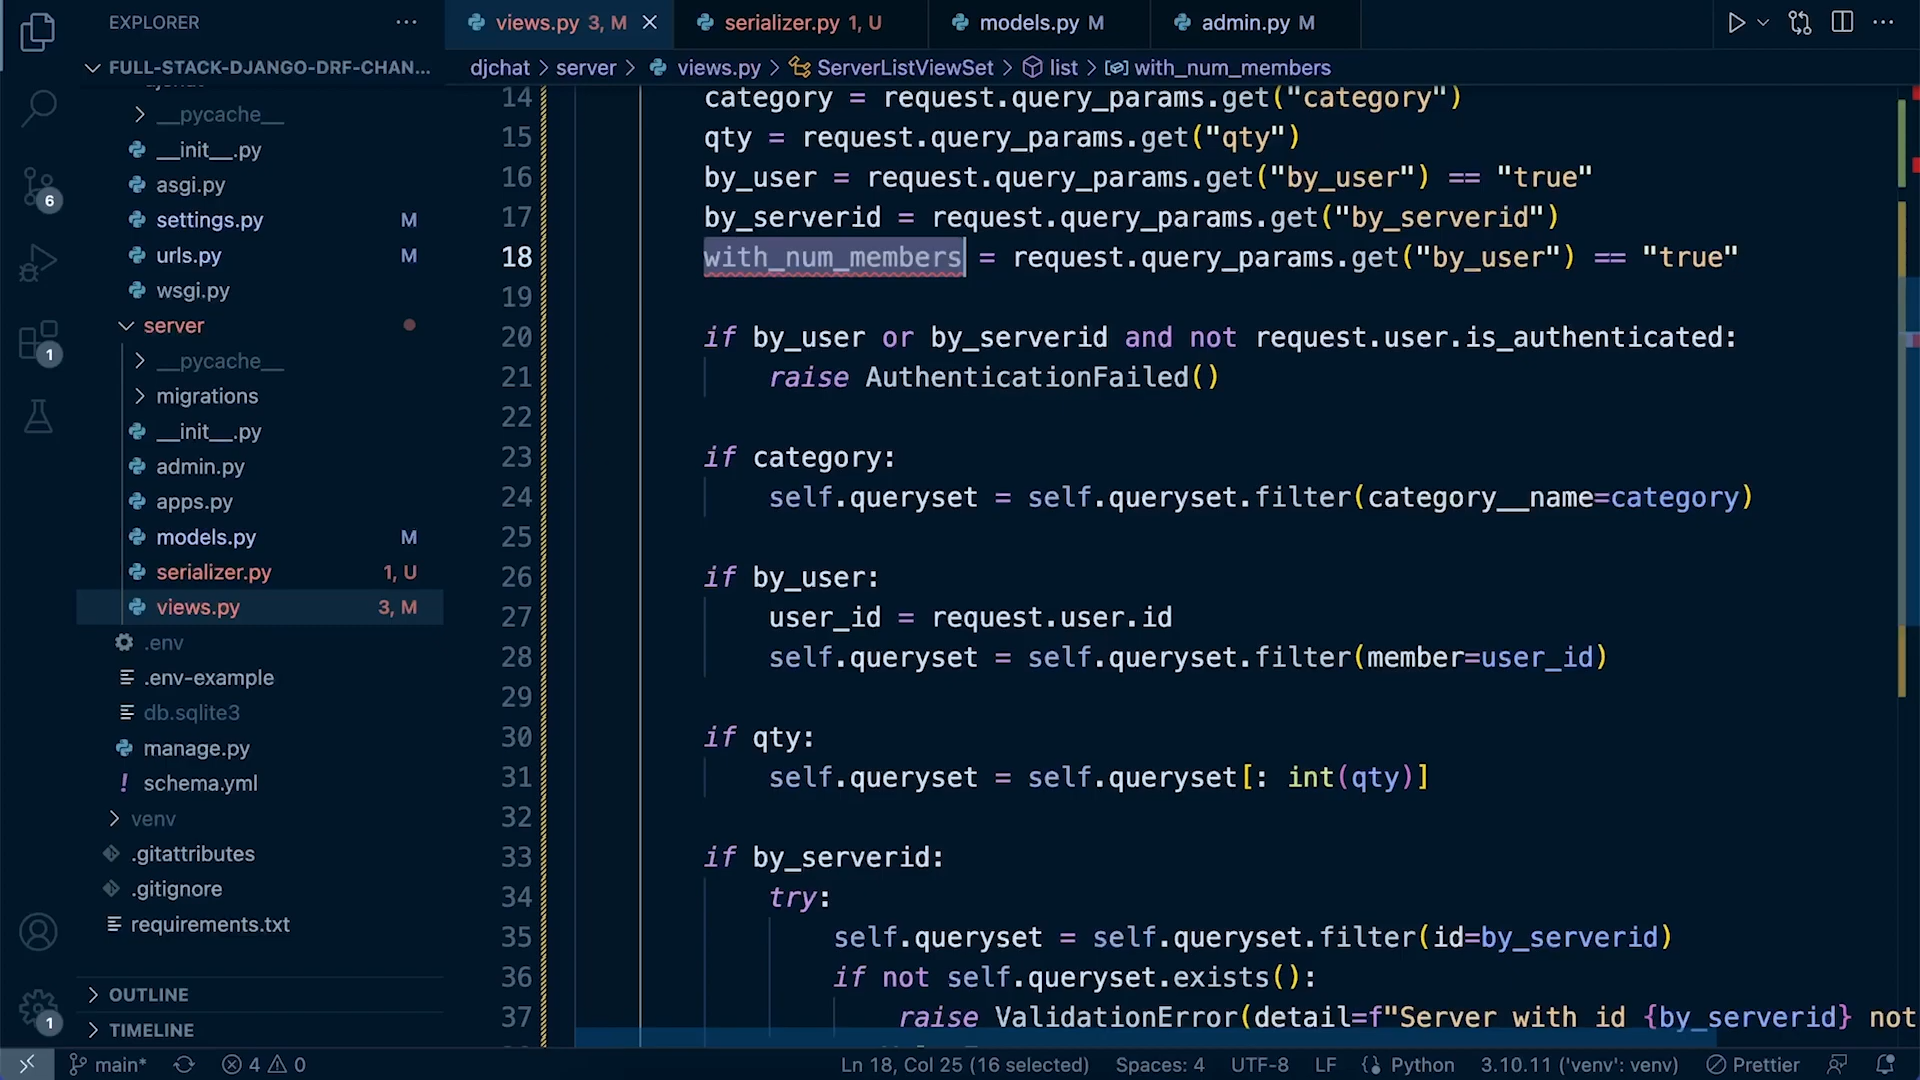 EXPLORER
FULL-STACK-DJANGO-DRF-CHAN...
__pycache__
__init__.py
asgi.py
settings.py M
urls.py M
wsgi.py
server
__pycache__
migrations
__init__.py
admin.py
apps.py
models.py M
serializer.py 1, U
views.py 3, M
.env
.env-example
db.sqlite3
manage.py
! schema.yml
venv
.gitattributes
.gitignore
requirements.txt
OUTLINE
TIMELINE
6
1
1
views.py 3, M
serializer.py 1, U
models.py M
admin.py M
djchat > server > views.py > ServerListViewSet > list > with_num_members
14 category = request.query_params.get("category")
15 qty = request.query_params.get("qty")
16 by_user = request.query_params.get("by_user") == "true"
17 by_serverid = request.query_params.get("by_serverid")
18 with_num_members = request.query_params.get("by_user") == "true"
19
20 if by_user or by_serverid and not request.user.is_authenticated:
21 raise AuthenticationFailed()
22
23 if category:
24 self.queryset = self.queryset.filter(category__name=category)
25
26 if by_user:
27 user_id = request.user.id
28 self.queryset = self.queryset.filter(member=user_id)
29
30 if qty:
31 self.queryset = self.queryset[: int(qty)]
32
33 if by_serverid:
34 try:
35 self.queryset = self.queryset.filter(id=by_serverid)
36 if not self.queryset.exists():
37 raise ValidationError(detail=f"Server with id {by_serverid} not
main* 4 0 Ln 18, Col 25 (16 selected) Spaces: 4 UTF-8 LF Python 3.10.11 ('venv': venv) Prettier